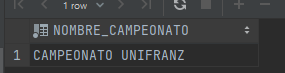 1 row
NOMBRE_CAMPEONATO
1 CAMPEONATO UNIFRANZ